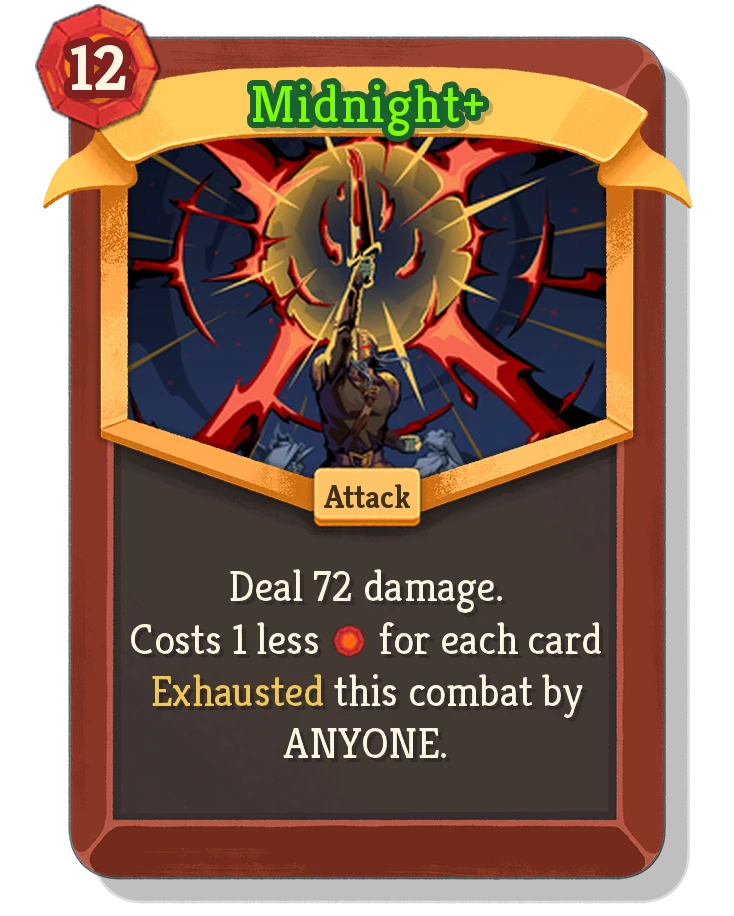 12
Midnight+
Attack
Deal 72 damage.
Costs 1 less for each card
Exhausted this combat by
ANYONE.